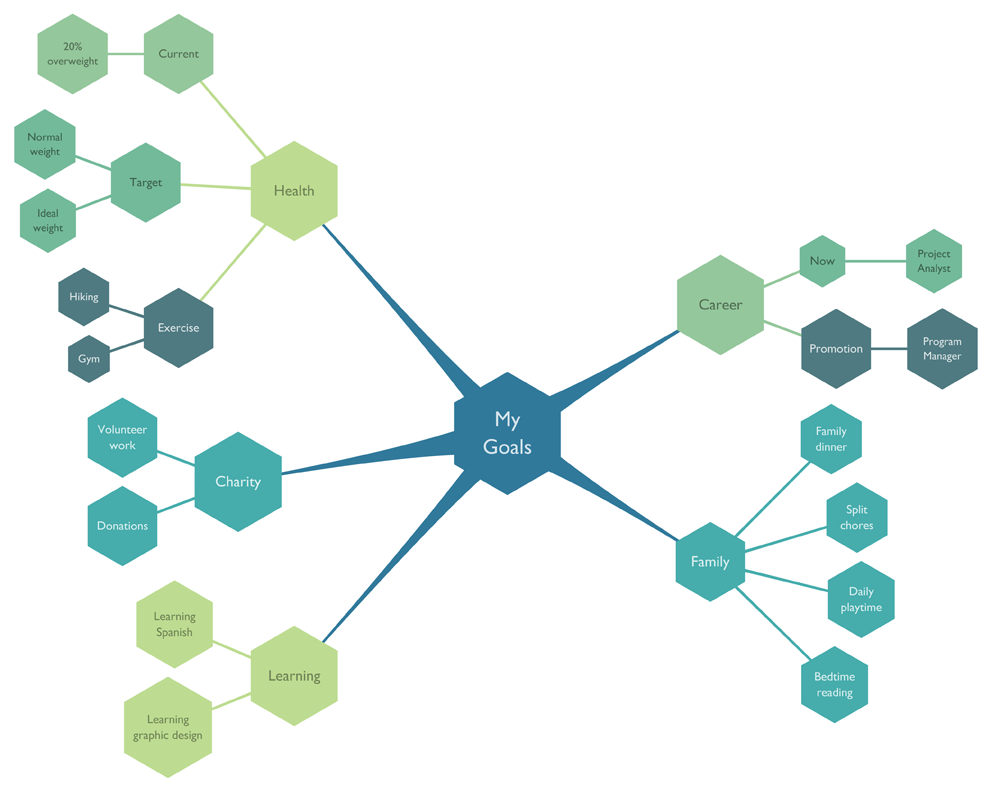 My
Goals
Health
Current
20%
overweight
Target
Normal
weight
Ideal
weight
Exercise
Hiking
Gym
Charity
Volunteer
work
Donations
Learning
Learning
Spanish
Learning
graphic design
Career
Now
Project
Analyst
Promotion
Program
Manager
Family
Family
dinner
Split
chores
Daily
playtime
Bedtime
reading